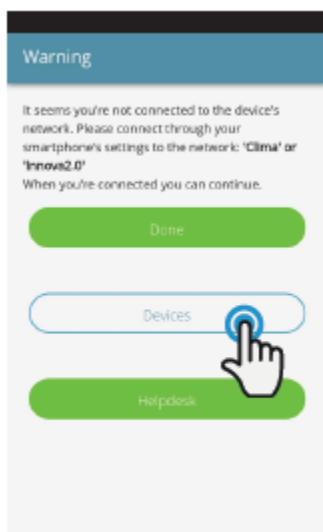 Warning
It seems you're not connected to the device's
network. Please connect through your
smartphone's settings to the network: 'Clima' or
'Innova2.0'
When you're connected you can continue.
Done
Devices
Helpdesk